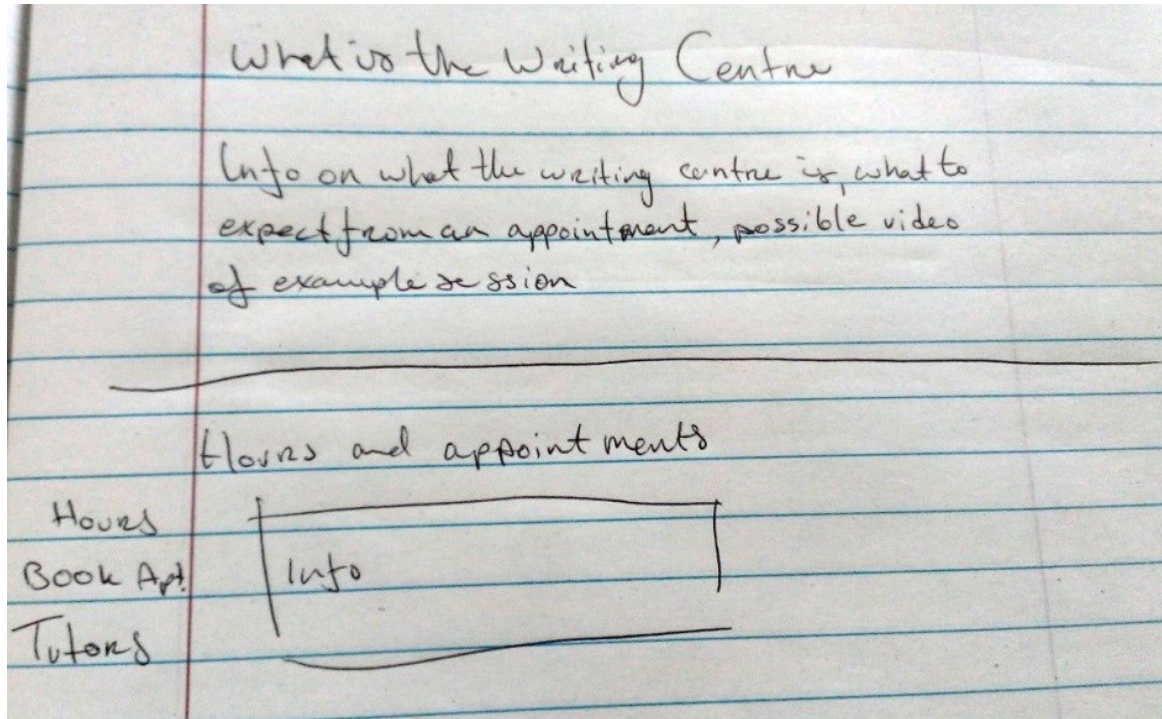 What is the Writing Centre
Info on what the writing centre is, what to
expect from an appointment, possible video
of example session
Hours and appointments
Hours
Book Apt.
Info
Tutors